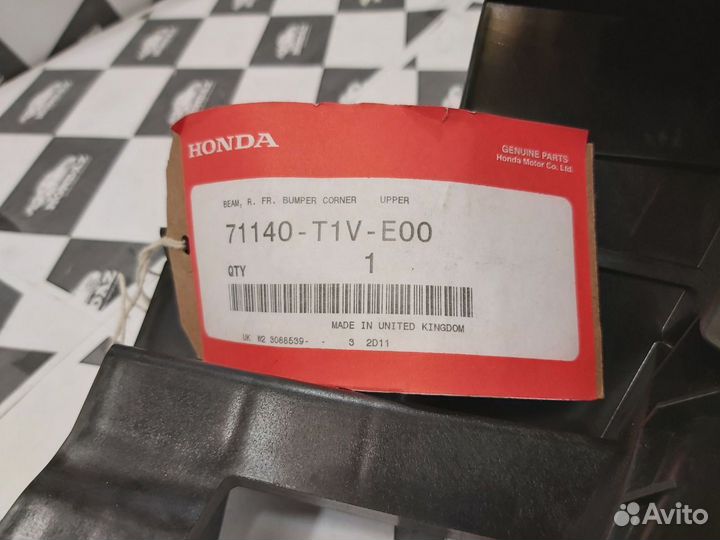 HONDA
GENUINE PARTS
Honda Motor Co., Ltd.
BEAM, R. FR. BUMPER CORNER UPPER
71140-T1V-E00
QTY 1
MADE IN UNITED KINGDOM
UK W2 3088539- - 3 2D11
Avito